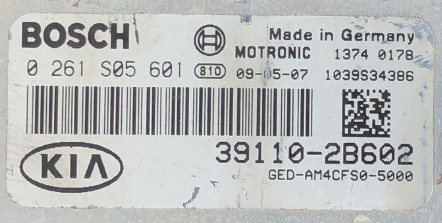 BOSCH Made in Germany
MOTRONIC 1374 0178
0 261 S05 601 810 09-05-07 1039S34386
KIA 39110-2B602
GED-AM4CFS0-5000